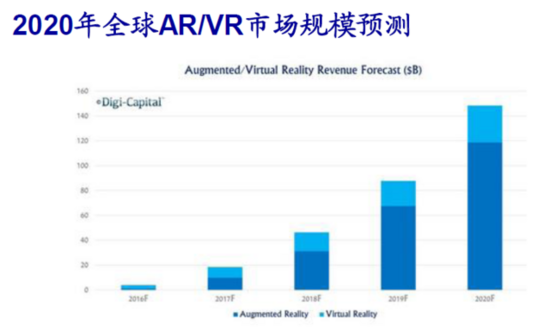 2020年全球AR/VR市场规模预测
Augmented/Virtual Reality Revenue Forecast ($B)
Digi-Capital™
160
140
120
100
80
60
40
20
0
2016F 2017F 2018F 2019F 2020F
Augmented Reality Virtual Reality